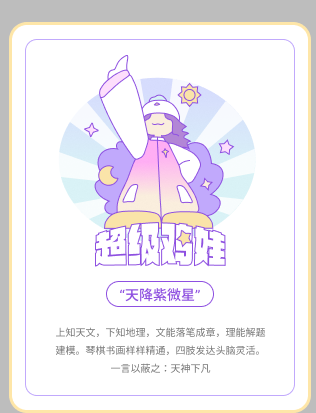 超级鸡娃
“天降紫微星”
上知天文，下知地理，文能落笔成章，理能解题
建模。琴棋书画样样精通，四肢发达头脑灵活。
一言以蔽之：天神下凡